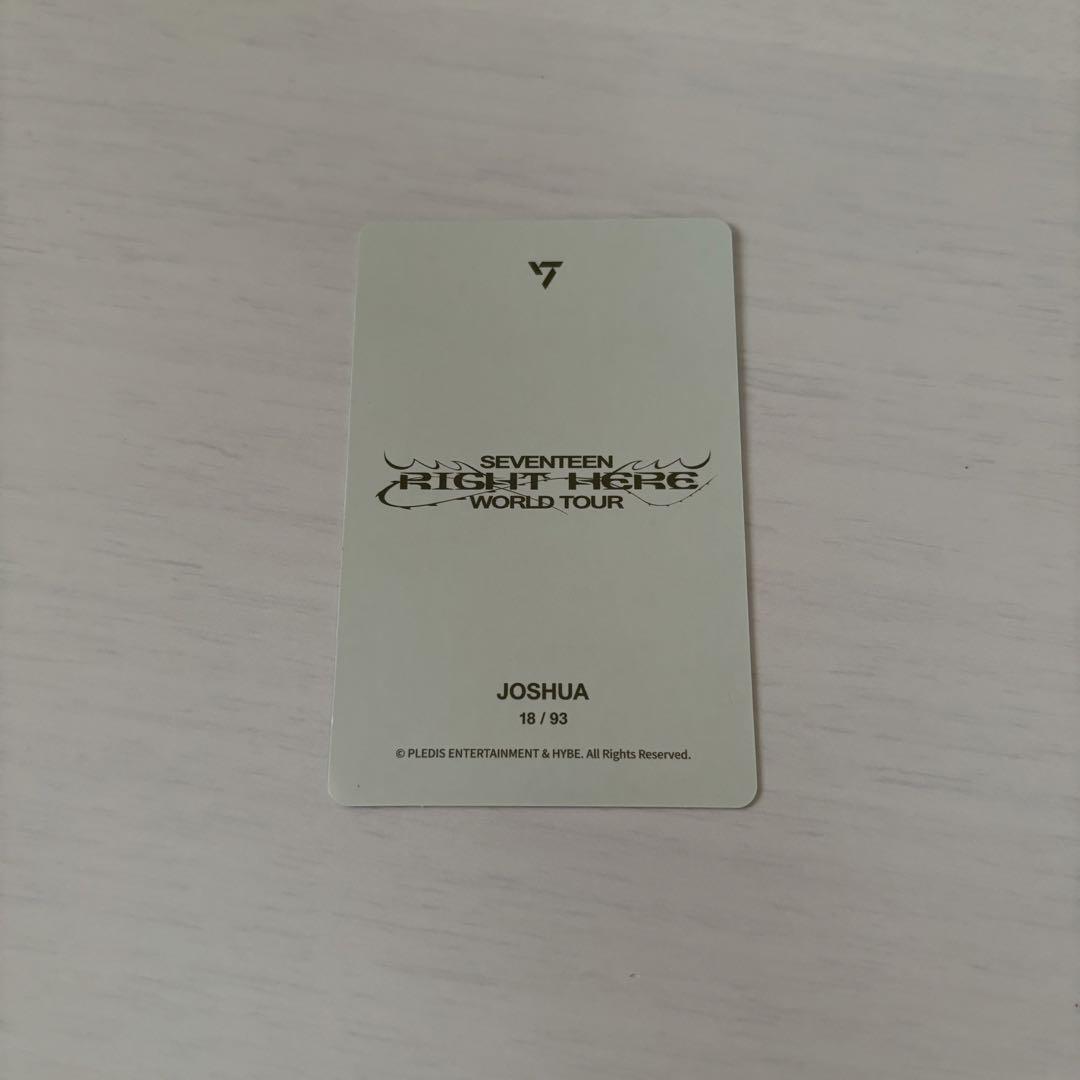 SEVENTEEN
RIGHT HERE
WORLD TOUR
JOSHUA
18 / 93
© PLEDIS ENTERTAINMENT & HYBE. All Rights Reserved.